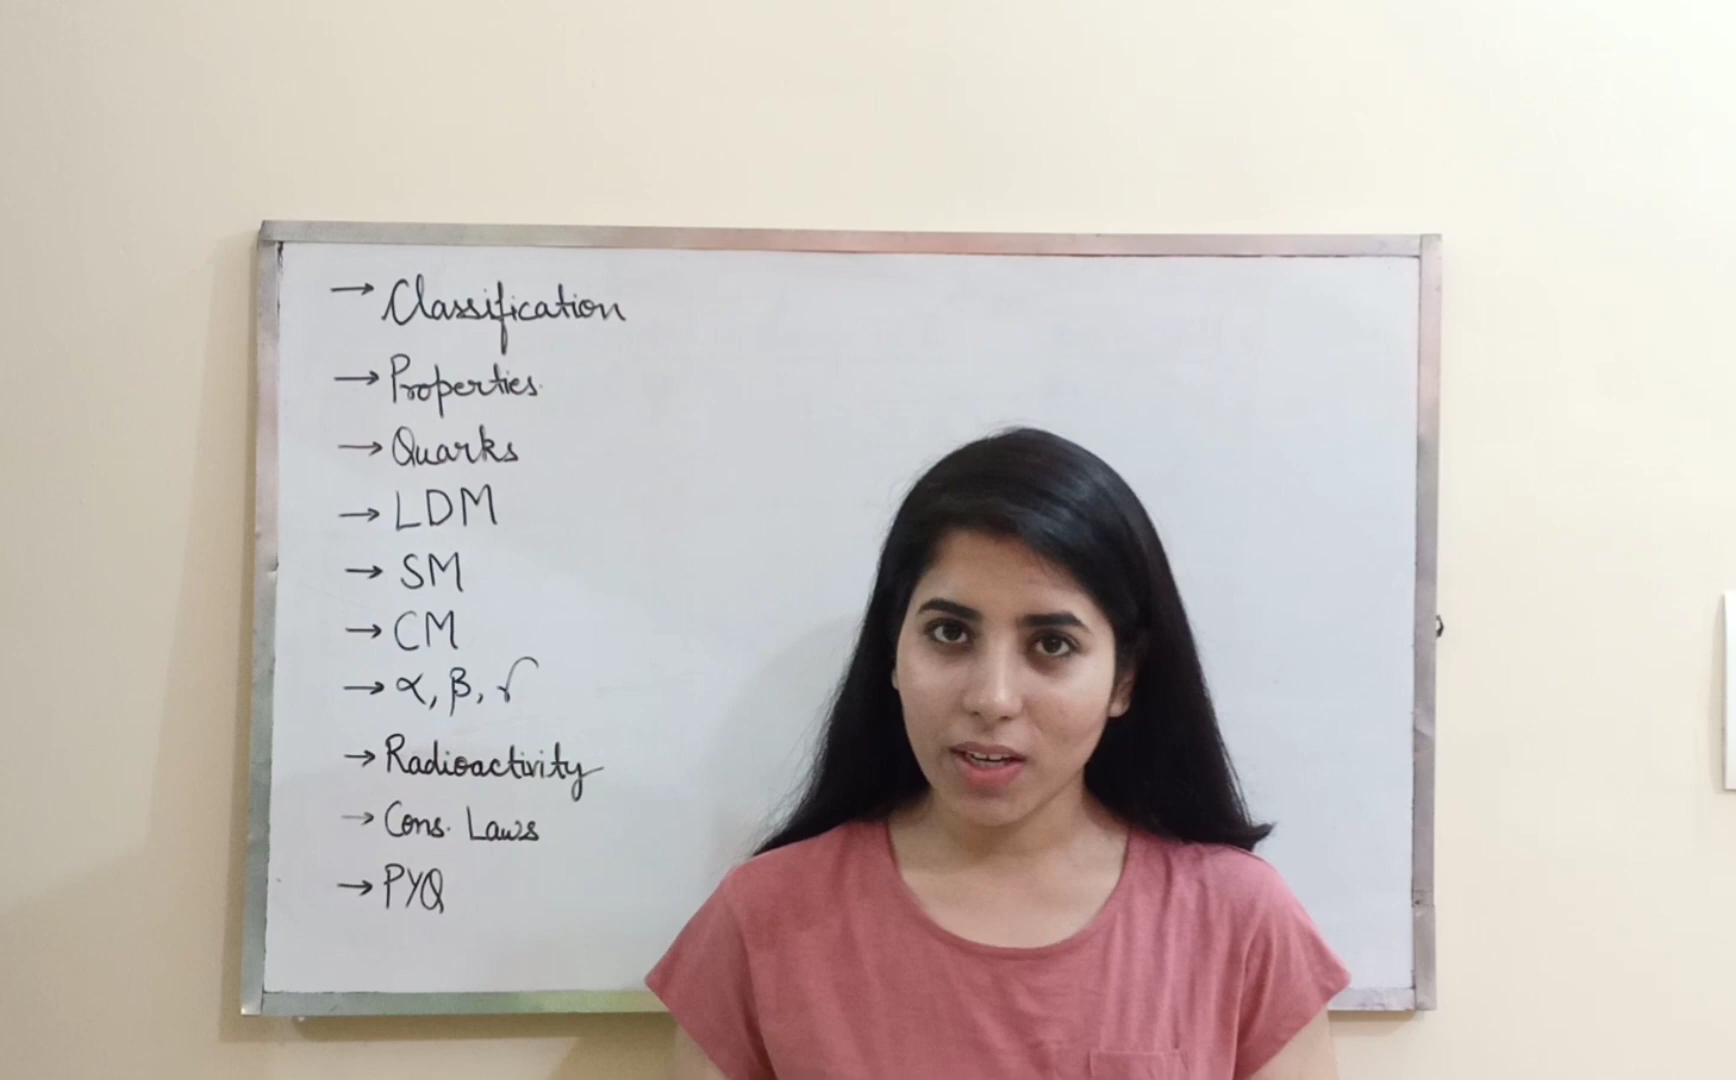 → Classification
→ Properties
→ Quarks
→ LDM
→ SM
→ CM
→ α, β, γ
→ Radioactivity
→ Cons. Laws
→ PYQ